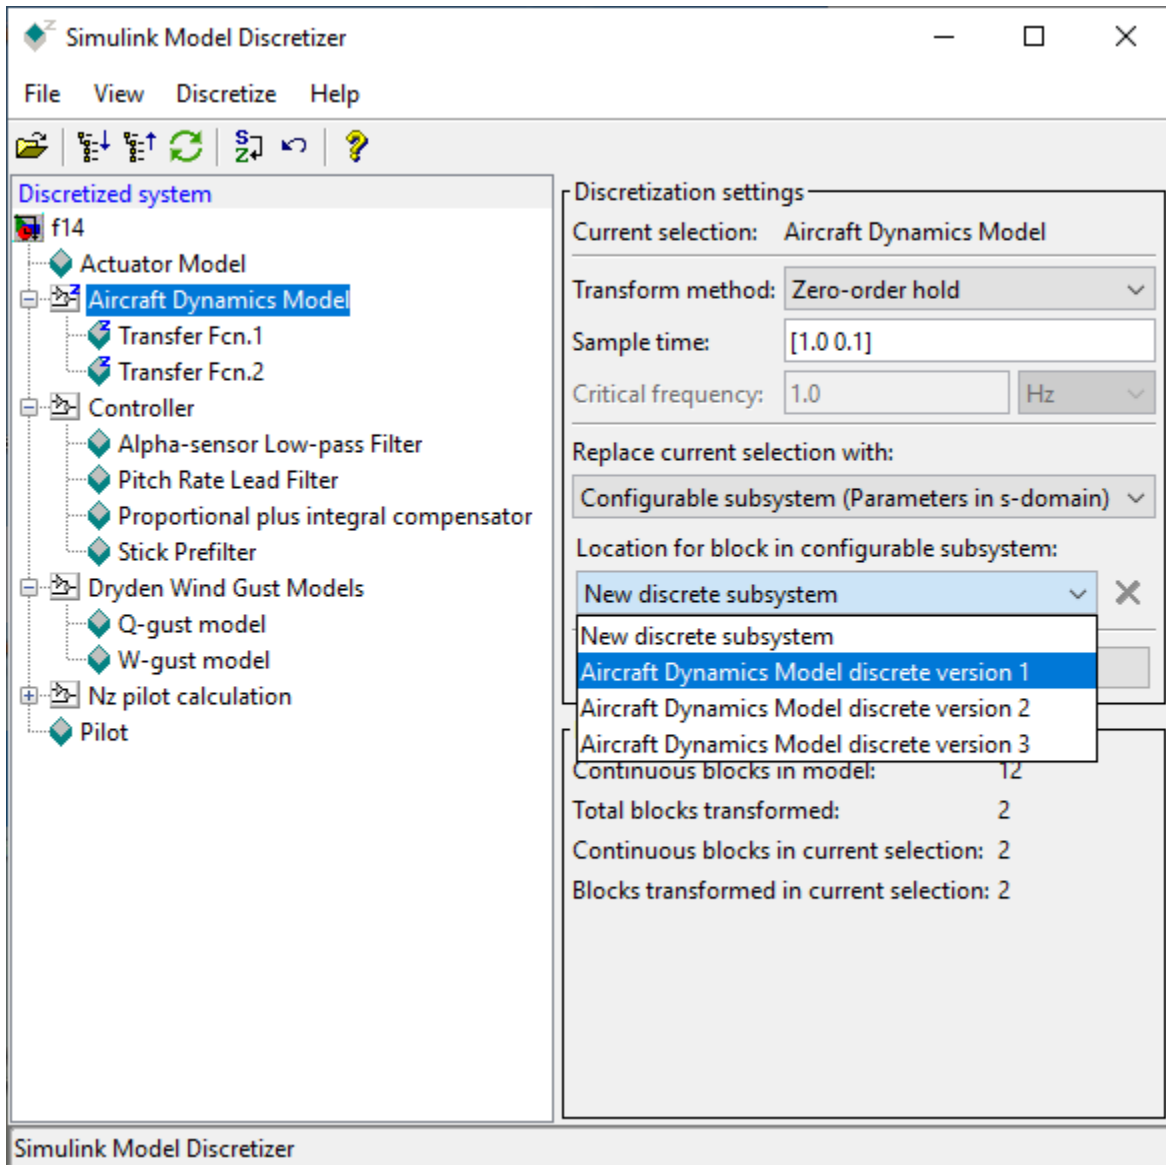 Simulink Model Discretizer
File View Discretize Help
Discretized system
f14
Actuator Model
Aircraft Dynamics Model
Transfer Fcn.1
Transfer Fcn.2
Controller
Alpha-sensor Low-pass Filter
Pitch Rate Lead Filter
Proportional plus integral compensator
Stick Prefilter
Dryden Wind Gust Models
Q-gust model
W-gust model
Nz pilot calculation
Pilot
Discretization settings
Current selection: Aircraft Dynamics Model
Transform method: Zero-order hold
Sample time: [1.0 0.1]
Critical frequency: 1.0 Hz
Replace current selection with:
Configurable subsystem (Parameters in s-domain)
Location for block in configurable subsystem:
New discrete subsystem
New discrete subsystem
Aircraft Dynamics Model discrete version 1
Aircraft Dynamics Model discrete version 2
Aircraft Dynamics Model discrete version 3
Continuous blocks in model: 12
Total blocks transformed: 2
Continuous blocks in current selection: 2
Blocks transformed in current selection: 2
Simulink Model Discretizer